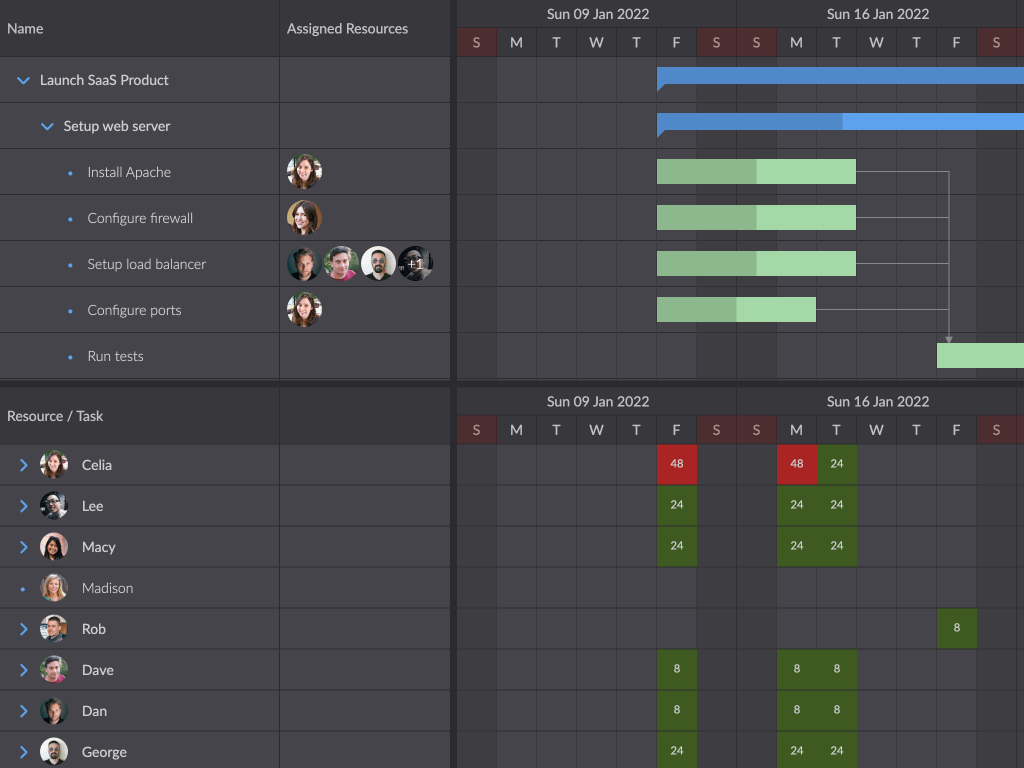 Name
Assigned Resources
Sun 09 Jan 2022
Sun 16 Jan 2022
S M T W T F S S M T W T F S
Launch SaaS Product
Setup web server
Install Apache
Configure firewall
Setup load balancer +1
Configure ports
Run tests
Resource / Task
Sun 09 Jan 2022
Sun 16 Jan 2022
S M T W T F S S M T W T F S
Celia 48 48 24
Lee 24 24 24
Macy 24 24 24
Madison
Rob 8
Dave 8 8 8
Dan 8 8 8
George 24 24 24